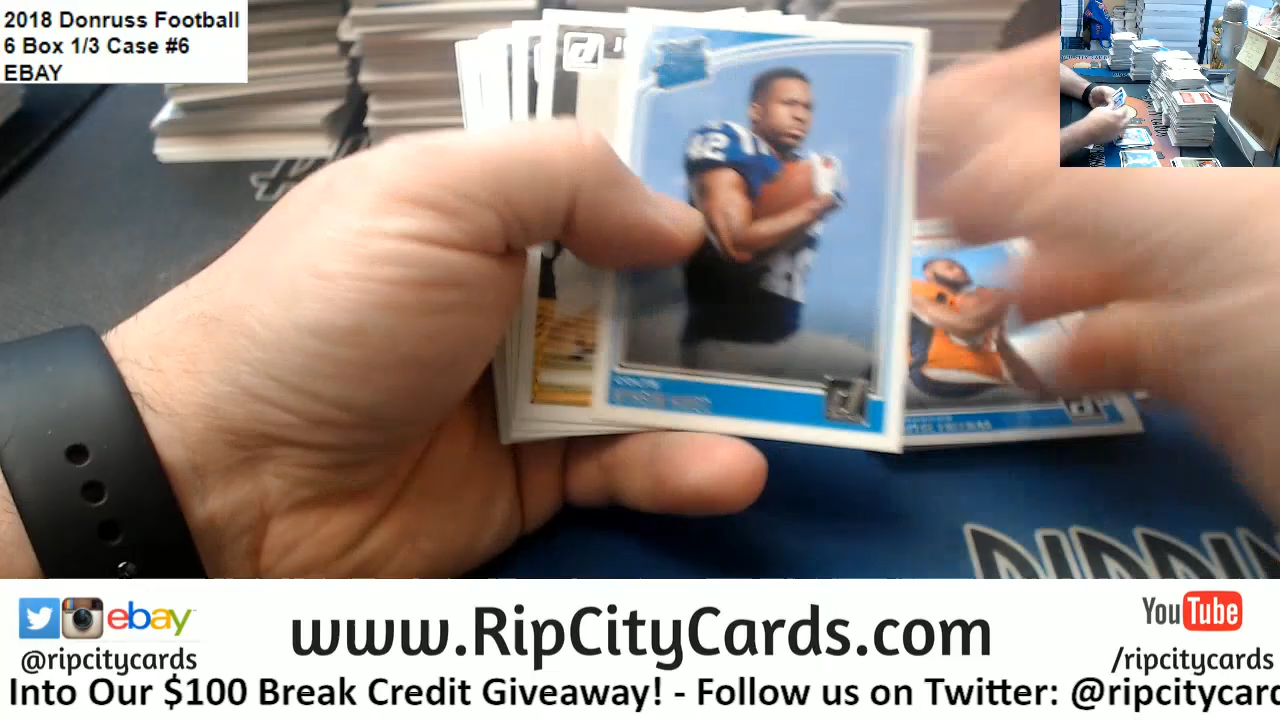 2018 Donruss Football
6 Box 1/3 Case #6
EBAY
42
ebay
@ripcitycards
www.RipCityCards.com
YouTube
/ripcitycards
Into Our $100 Break Credit Giveaway! - Follow us on Twitter: @ripcitycard